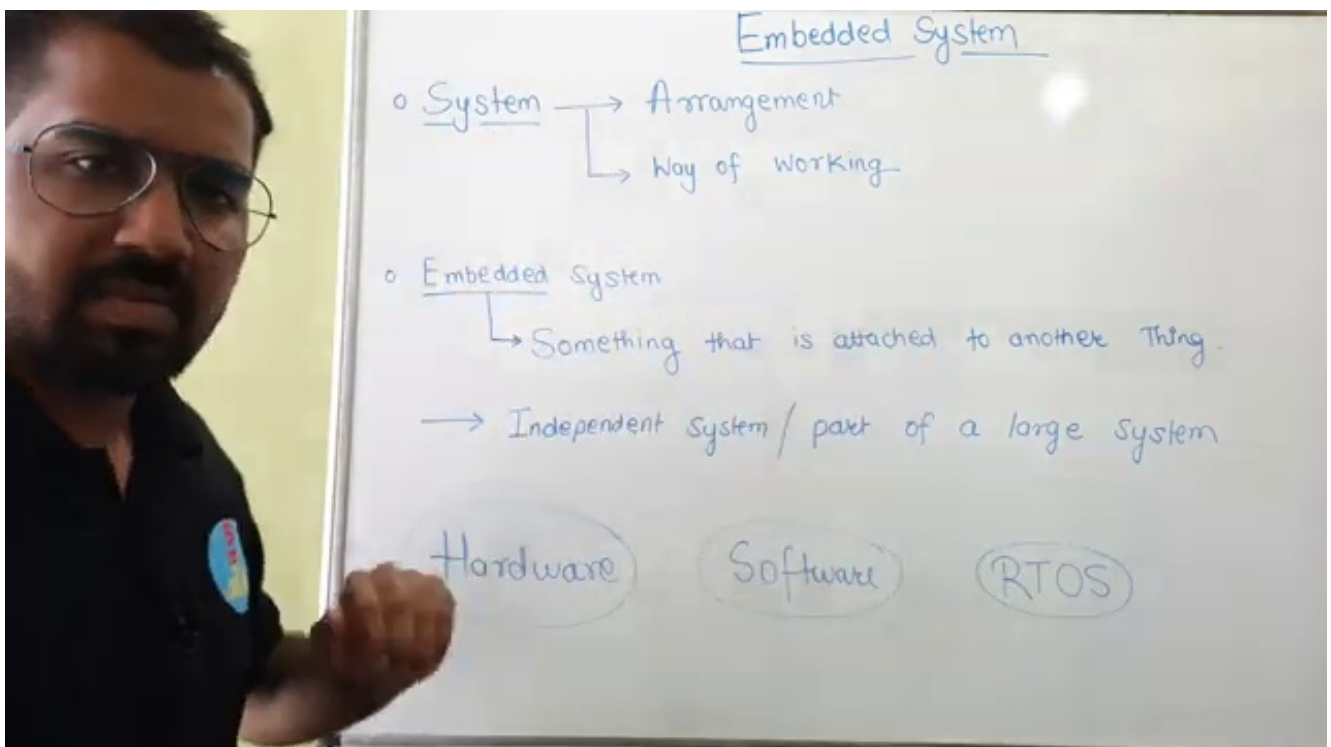 Embedded System
o System → Arrangement
→ Way of working
o Embedded System
→ Something that is attached to another Thing.
→ Independent system / part of a large system
Hardware Software RTOS